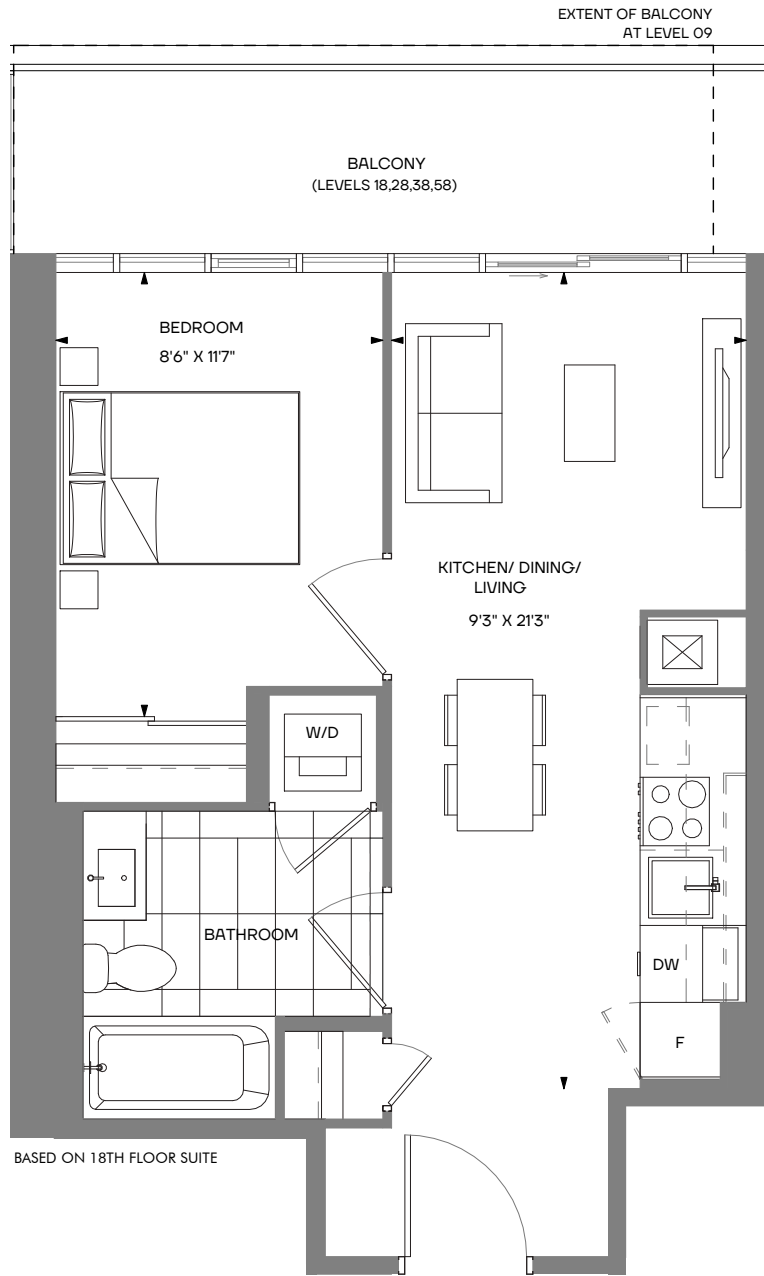 EXTENT OF BALCONY
AT LEVEL 09
BALCONY
(LEVELS 18,28,38,58)
BEDROOM
8'6" X 11'7"
KITCHEN/ DINING/
LIVING
9'3" X 21'3"
W/D
BATHROOM
DW
F
BASED ON 18TH FLOOR SUITE